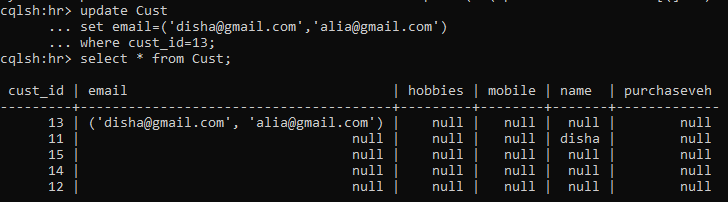 cqlsh:hr> update Cust
... set email=('disha@gmail.com','alia@gmail.com')
... where cust_id=13;
cqlsh:hr> select * from Cust;
cust_id | email | hobbies | mobile | name | purchaseveh
---------+--------------------------------------+---------+--------+-------+-------------
13 | ('disha@gmail.com', 'alia@gmail.com') | null | null | null | null
11 | null | null | null | disha | null
15 | null | null | null | null | null
14 | null | null | null | null | null
12 | null | null | null | null | null